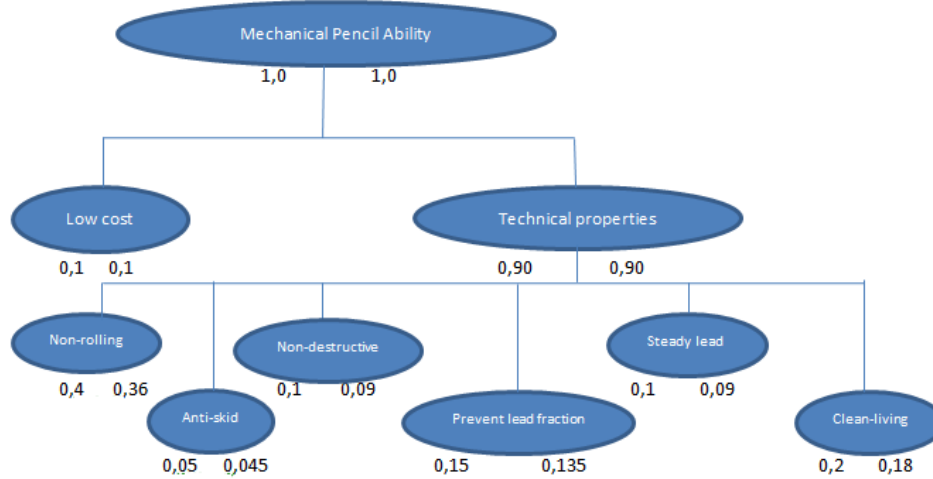 Mechanical Pencil Ability
1,0 1,0
Low cost
Technical properties
0,1 0,1
0,90 0,90
Non-rolling
Non-destructive
Steady lead
0,4 0,36
0,1 0,09
0,1 0,09
Anti-skid
Prevent lead fraction
Clean-living
0,05 0,045
0,15 0,135
0,2 0,18